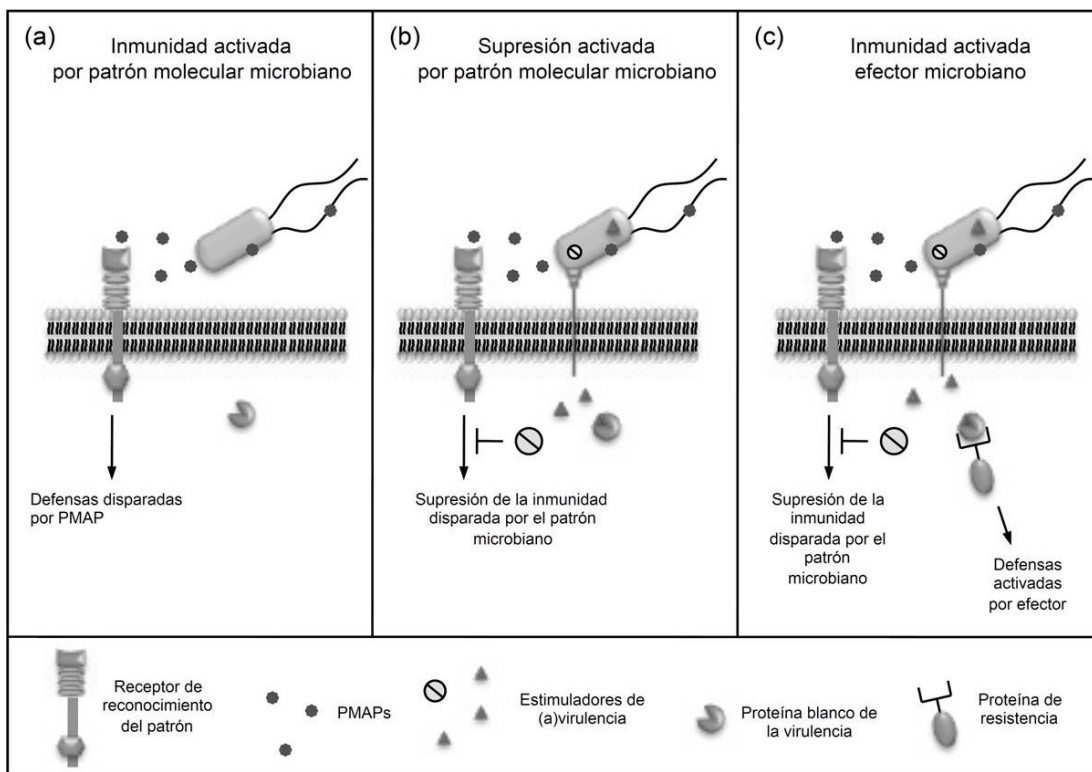 (a)
Inmunidad activada
por patrón molecular microbiano
(b)
Supresión activada
por patrón molecular microbiano
(c)
Inmunidad activada
efector microbiano
Defensas disparadas
por PMAP
Supresión de la inmunidad
disparada por el patrón
microbiano
Supresión de la
inmunidad
disparada por el
patrón
microbiano
Defensas
activadas
por efector
Receptor de
reconocimiento
del patrón
PMAPs
Estimuladores de
(a)virulencia
Proteína blanco de
la virulencia
Proteína de
resistencia